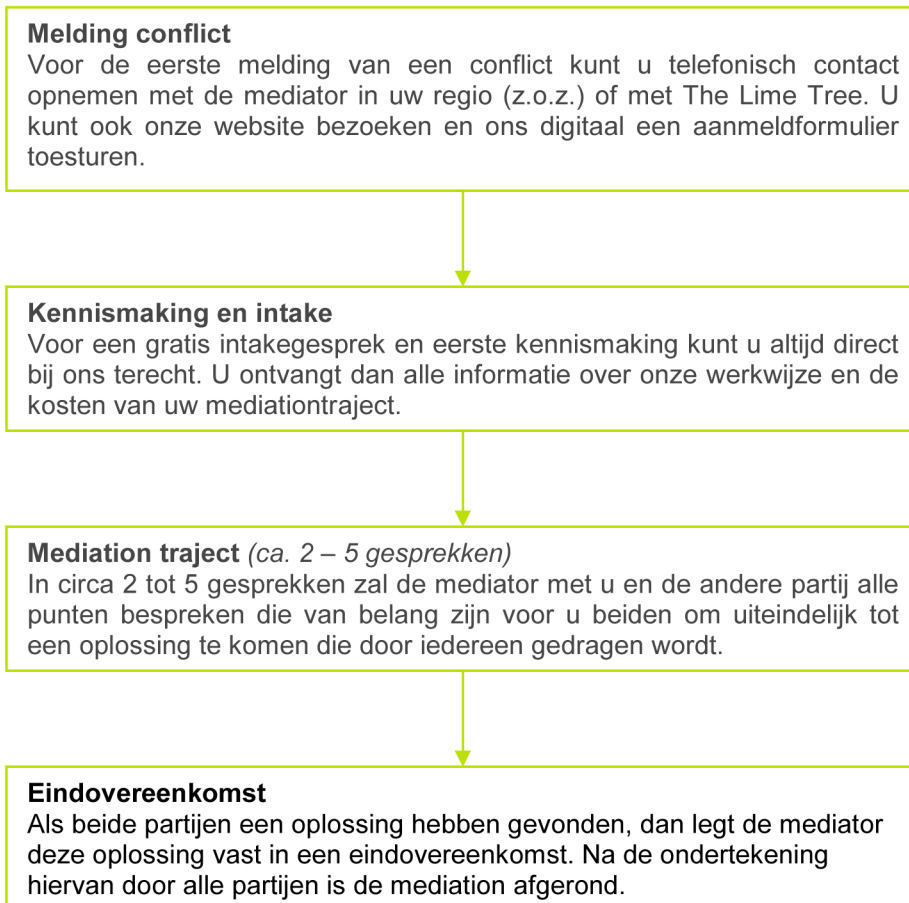 Melding conflict
Voor de eerste melding van een conflict kunt u telefonisch contact
opnemen met de mediator in uw regio (z.o.z.) of met The Lime Tree. U
kunt ook onze website bezoeken en ons digitaal een aanmeldformulier
toesturen.
Kennismaking en intake
Voor een gratis intakegesprek en eerste kennismaking kunt u altijd direct
bij ons terecht. U ontvangt dan alle informatie over onze werkwijze en de
kosten van uw mediationtraject.
Mediation traject (ca. 2 – 5 gesprekken)
In circa 2 tot 5 gesprekken zal de mediator met u en de andere partij alle
punten bespreken die van belang zijn voor u beiden om uiteindelijk tot
een oplossing te komen die door iedereen gedragen wordt.
Eindovereenkomst
Als beide partijen een oplossing hebben gevonden, dan legt de mediator
deze oplossing vast in een eindovereenkomst. Na de ondertekening
hiervan door alle partijen is de mediation afgerond.